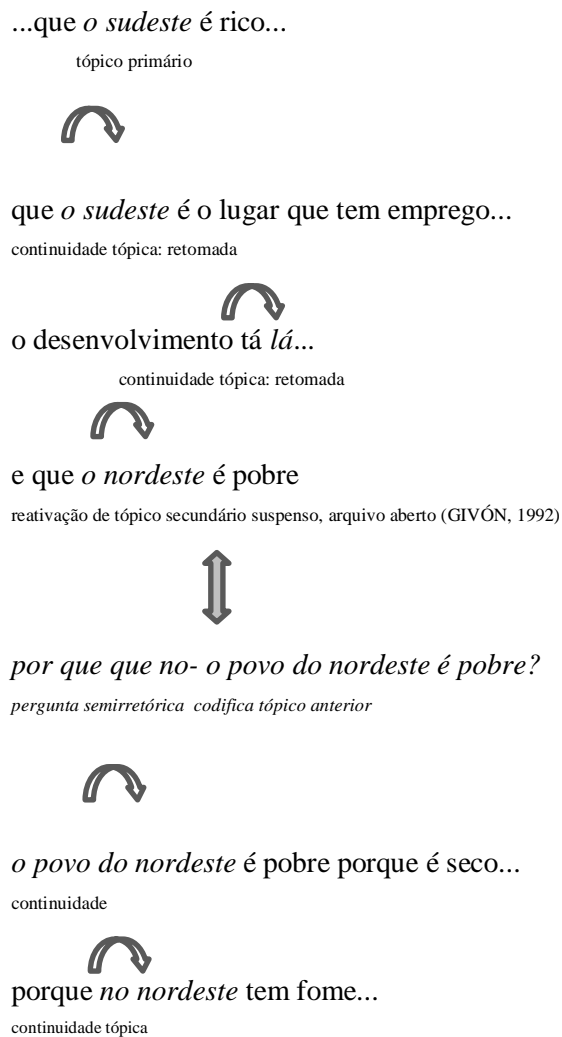 ...que o sudeste é rico...
tópico primário
que o sudeste é o lugar que tem emprego...
continuidade tópica: retomada
o desenvolvimento tá lá...
continuidade tópica: retomada
e que o nordeste é pobre
reativação de tópico secundário suspenso, arquivo aberto (GIVÓN, 1992)
por que que no- o povo do nordeste é pobre?
pergunta semirretórica codifica tópico anterior
o povo do nordeste é pobre porque é seco...
continuidade
porque no nordeste tem fome...
continuidade tópica